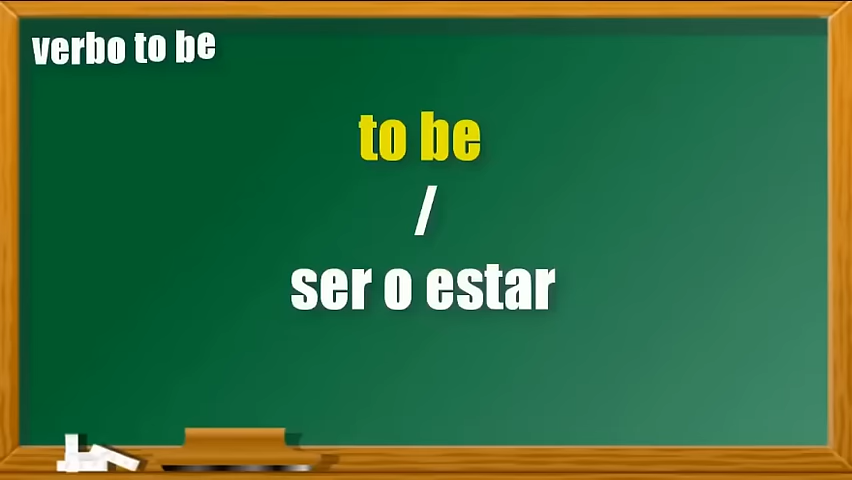 verbo to be
to be
/
ser o estar